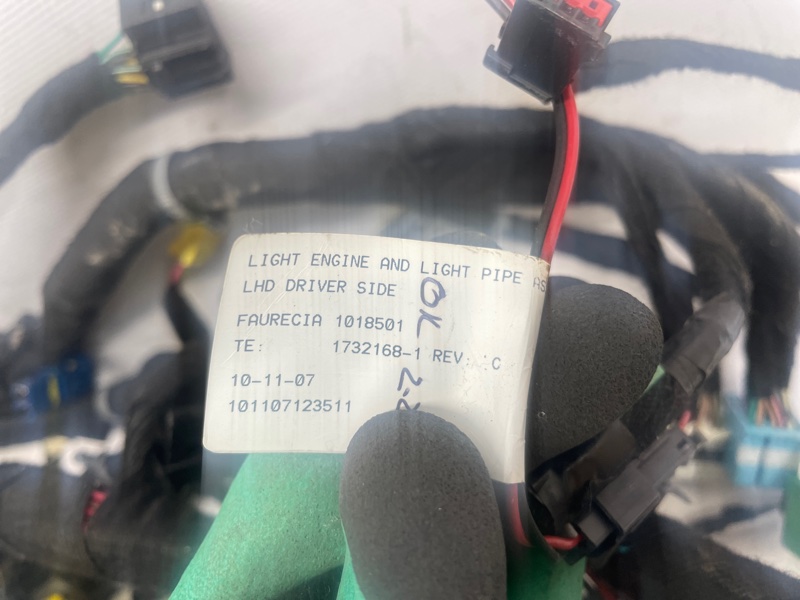 LIGHT ENGINE AND LIGHT PIPE AS
LHD DRIVER SIDE
FAURECIA 1018501
TE: 1732168-1 REV: C
10-11-07
101107123511
OK